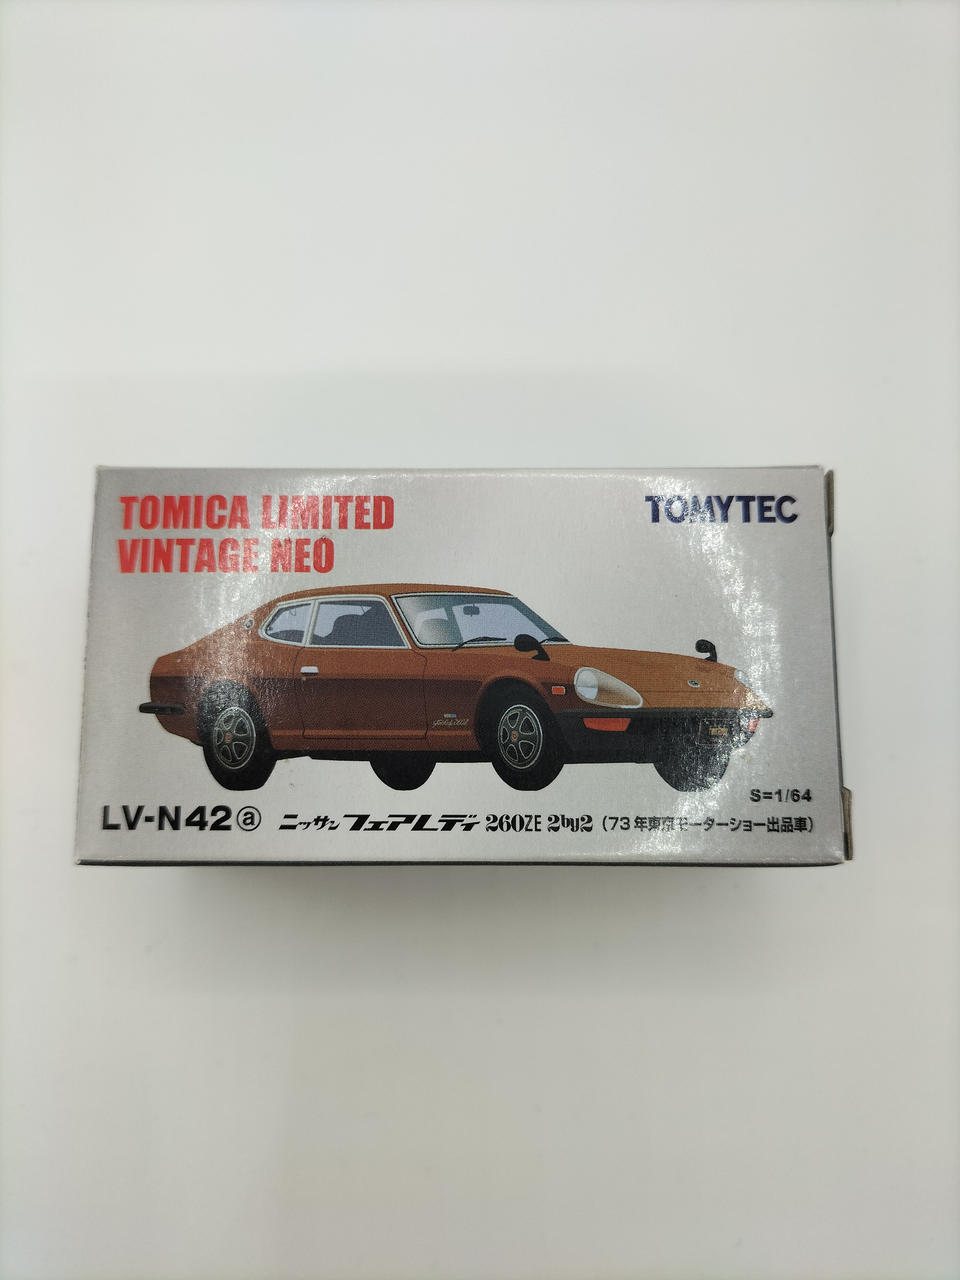 TOMICA LIMITED
VINTAGE NEO
TOMYTEC
S=1/64
LV-N42ⓐ ニッサン フェアレディ 260ZE 2by2 (73年東京モーターショー出品車)